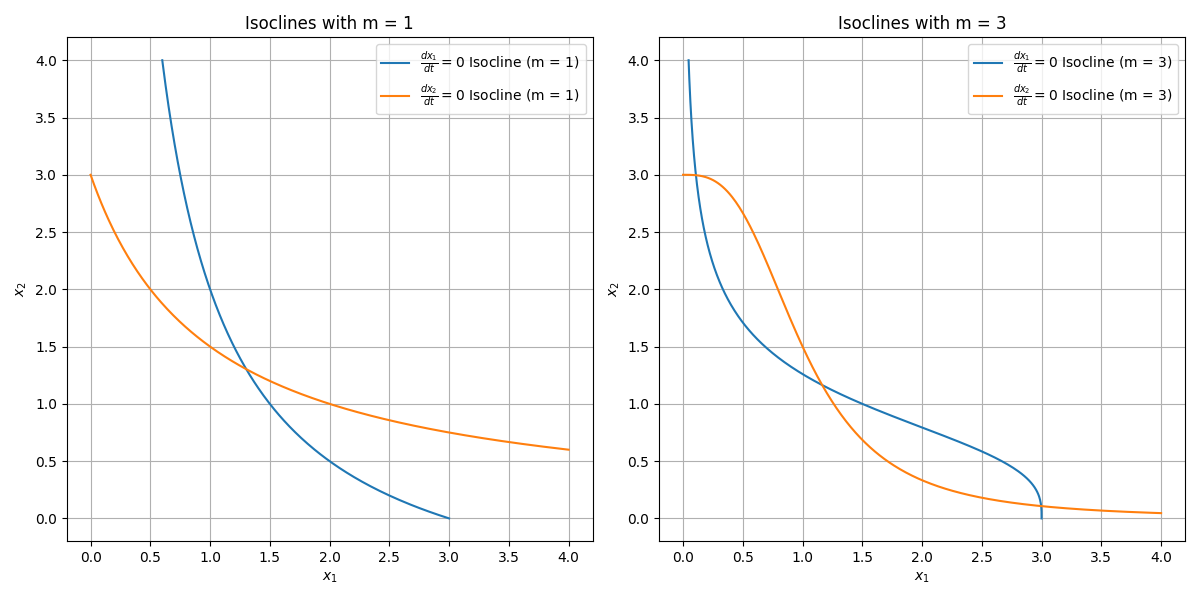 Isoclines with m = 1
dx₁/dt = 0 Isocline (m = 1)
dx₂/dt = 0 Isocline (m = 1)
4.0
3.5
3.0
2.5
2.0
1.5
1.0
0.5
0.0
x₂
0.0 0.5 1.0 1.5 2.0 2.5 3.0 3.5 4.0
x₁
Isoclines with m = 3
dx₁/dt = 0 Isocline (m = 3)
dx₂/dt = 0 Isocline (m = 3)
4.0
3.5
3.0
2.5
2.0
1.5
1.0
0.5
0.0
x₂
0.0 0.5 1.0 1.5 2.0 2.5 3.0 3.5 4.0
x₁